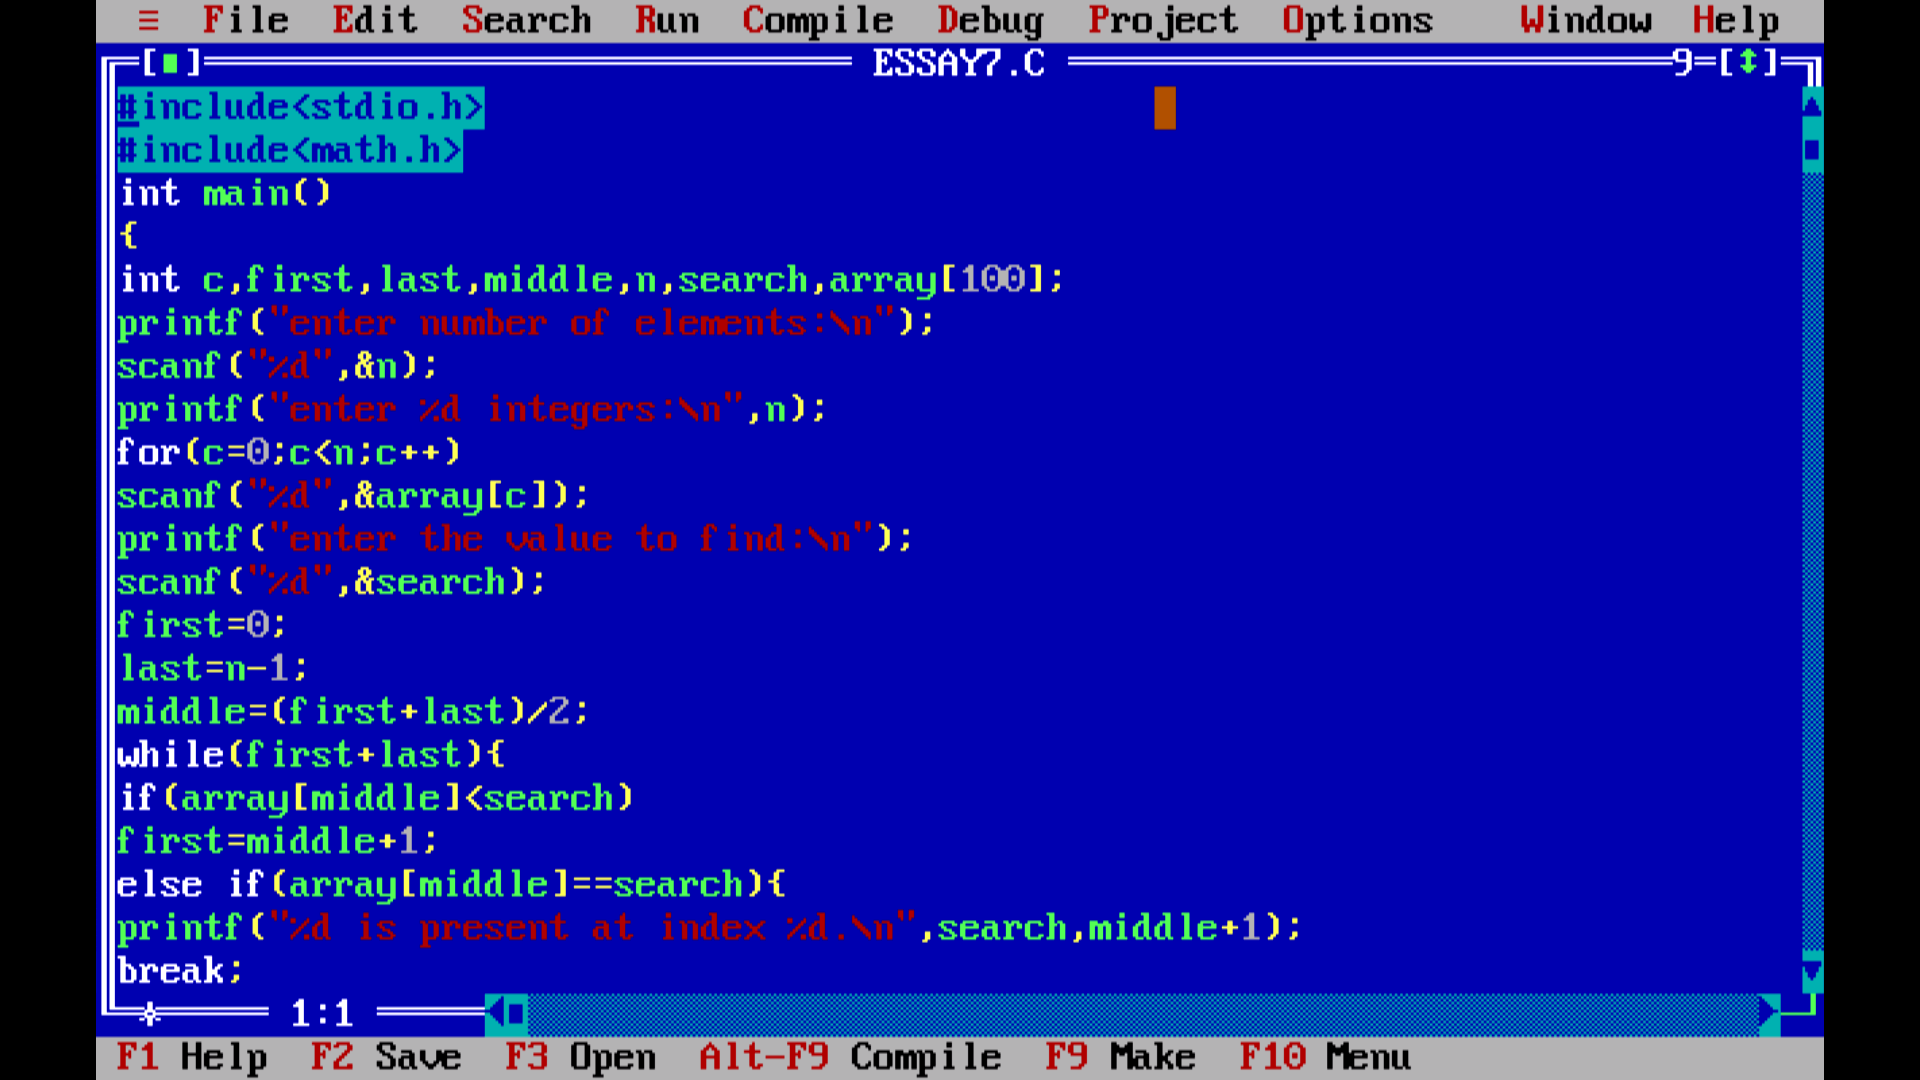 ≡ File Edit Search Run Compile Debug Project Options Window Help
[■] ESSAY7.C 9=[↕]
#include<stdio.h>
#include<math.h>
int main()
{
int c,first,last,middle,n,search,array[100];
printf("enter number of elements:\n");
scanf("%d",&n);
printf("enter %d integers:\n",n);
for(c=0;c<n;c++)
scanf("%d",&array[c]);
printf("enter the value to find:\n");
scanf("%d",&search);
first=0;
last=n-1;
middle=(first+last)/2;
while(first+last){
if(array[middle]<search)
first=middle+1;
else if(array[middle]==search){
printf("%d is present at index %d.\n",search,middle+1);
break;
1:1
F1 Help F2 Save F3 Open Alt-F9 Compile F9 Make F10 Menu